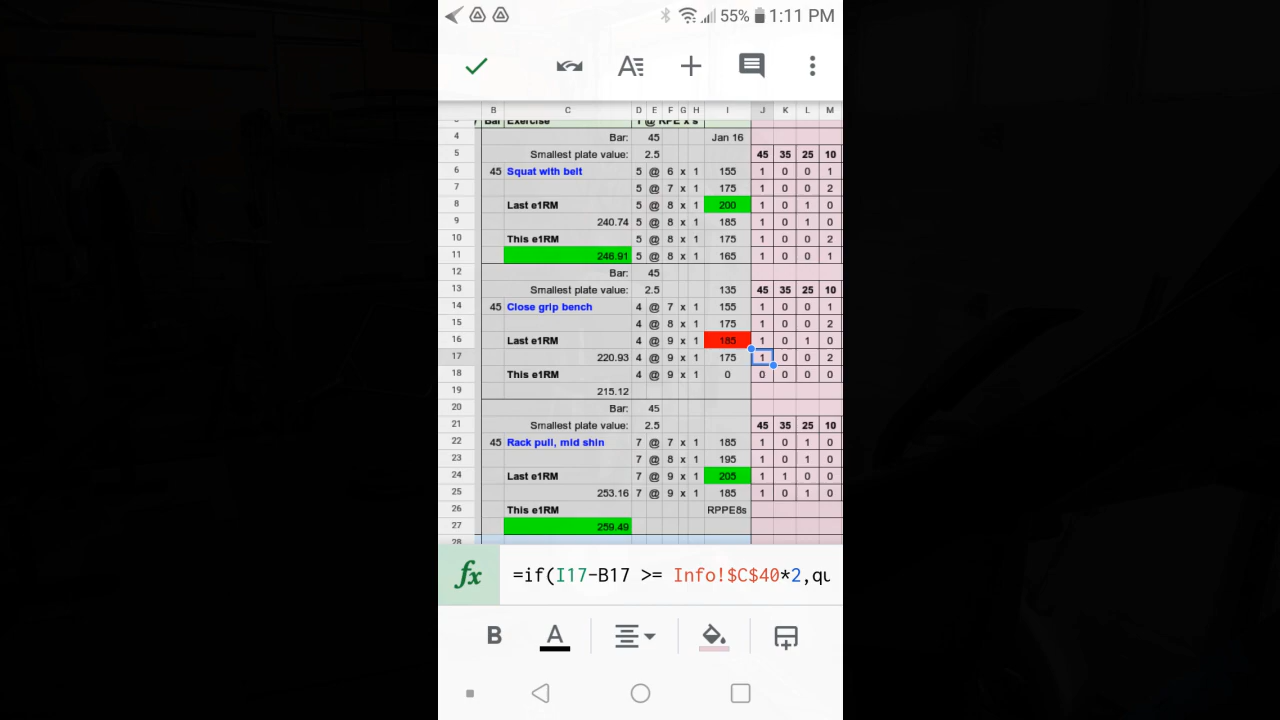 55% 1:11 PM
B C D E F G H I J K L M
Bar Exercise T @ RPE x s
4 Bar: 45 Jan 16
5 Smallest plate value: 2.5 45 35 25 10
6 45 Squat with belt 5 @ 6 x 1 155 1 0 0 1
7 5 @ 7 x 1 175 1 0 0 2
8 Last e1RM 5 @ 8 x 1 200 1 0 1 0
9 240.74 5 @ 8 x 1 185 1 0 1 0
10 This e1RM 5 @ 8 x 1 175 1 0 0 2
11 246.91 5 @ 8 x 1 165 1 0 0 1
12 Bar: 45
13 Smallest plate value: 2.5 135 45 35 25 10
14 45 Close grip bench 4 @ 7 x 1 155 1 0 0 1
15 4 @ 8 x 1 175 1 0 0 2
16 Last e1RM 4 @ 9 x 1 185 1 0 1 0
17 220.93 4 @ 9 x 1 175 1 0 0 2
18 This e1RM 4 @ 9 x 1 0 0 0 0 0
19 215.12
20 Bar: 45
21 Smallest plate value: 2.5 45 35 25 10
22 45 Rack pull, mid shin 7 @ 7 x 1 185 1 0 1 0
23 7 @ 8 x 1 195 1 0 1 0
24 Last e1RM 7 @ 9 x 1 205 1 1 0 0
25 253.16 7 @ 9 x 1 185 1 0 1 0
26 This e1RM RPPE8s
27 259.49
28
fx =if(I17-B17 >= Info!$C$40*2,qu
B A